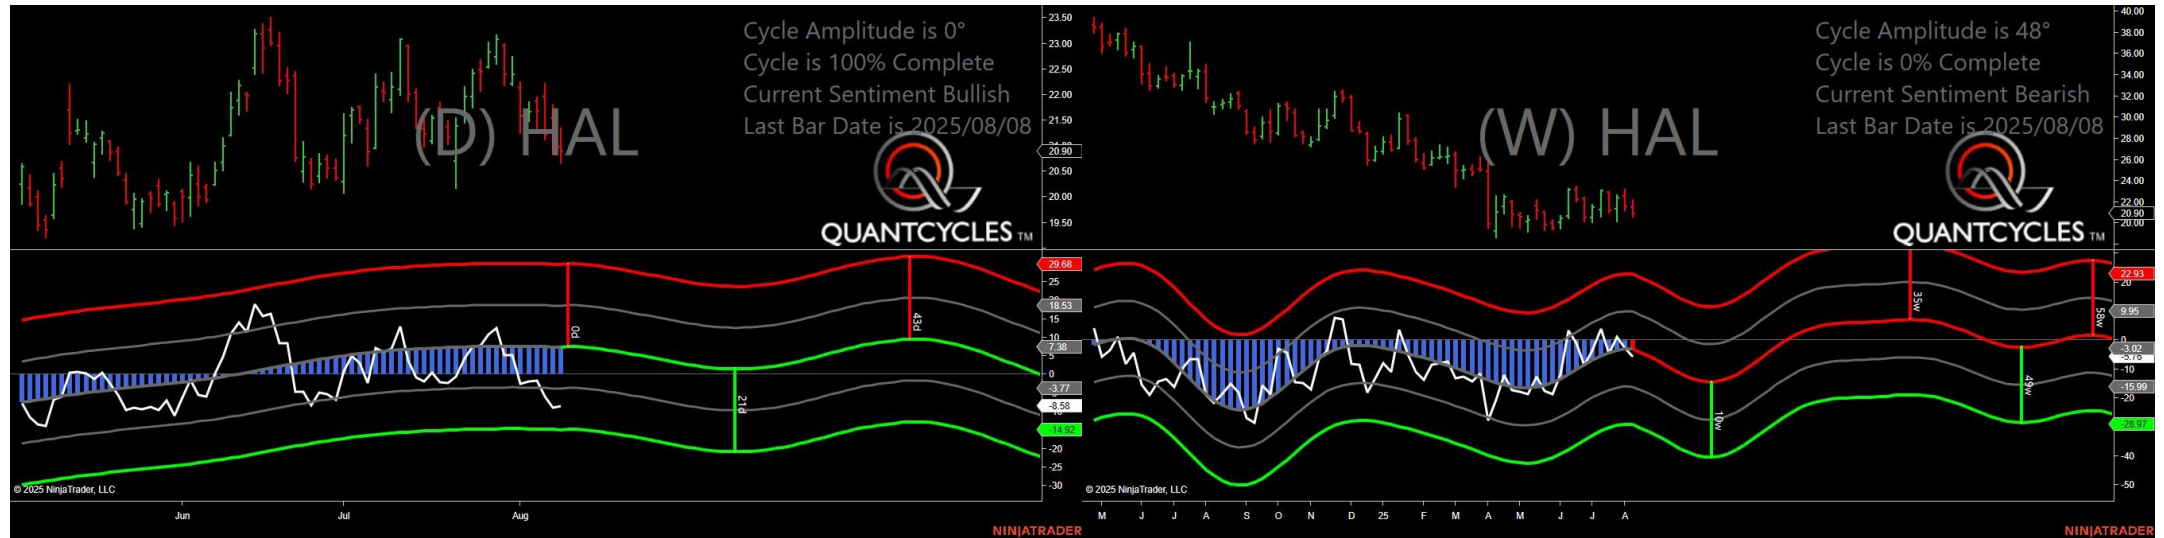 Cycle Amplitude is 0°
Cycle is 100% Complete
Current Sentiment Bullish
Last Bar Date is 2025/08/08
(D) HAL
QUANTCYCLES TM
23.50
23.00
22.50
22.00
21.50
20.90
20.50
20.00
19.50
29.68
25
18.53
15
10
7.38
5
0
-3.77
-8.58
-14.92
-20
-25
-30
0d
21d
43d
© 2025 NinjaTrader, LLC
Jun Jul Aug
NINJATRADER
Cycle Amplitude is 48°
Cycle is 0% Complete
Current Sentiment Bearish
Last Bar Date is 2025/08/08
(W) HAL
QUANTCYCLES TM
40.00
38.00
36.00
34.00
32.00
30.00
28.00
26.00
24.00
22.00
20.90
20.00
22.93
20
9.95
0
-3.02
-5.78
-10
-15.99
-20
-28.97
-40
-50
10w
35w
49w
58w
© 2025 NinjaTrader, LLC
M J J A S O N D 25 F M A M J J A
NINJATRADER